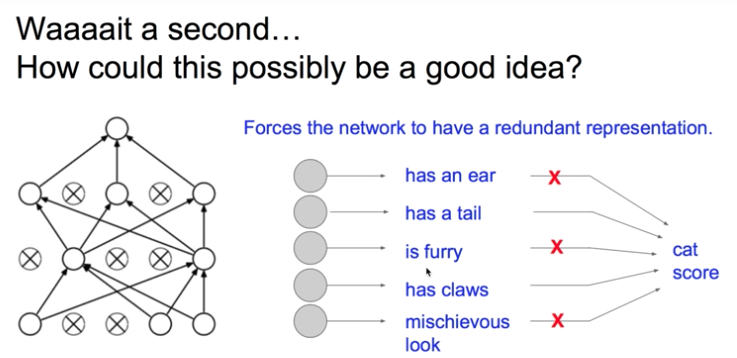 Waaaait a second...
How could this possibly be a good idea?
Forces the network to have a redundant representation.
has an ear
X
has a tail
is furry
X
cat
score
has claws
mischievous
look
X